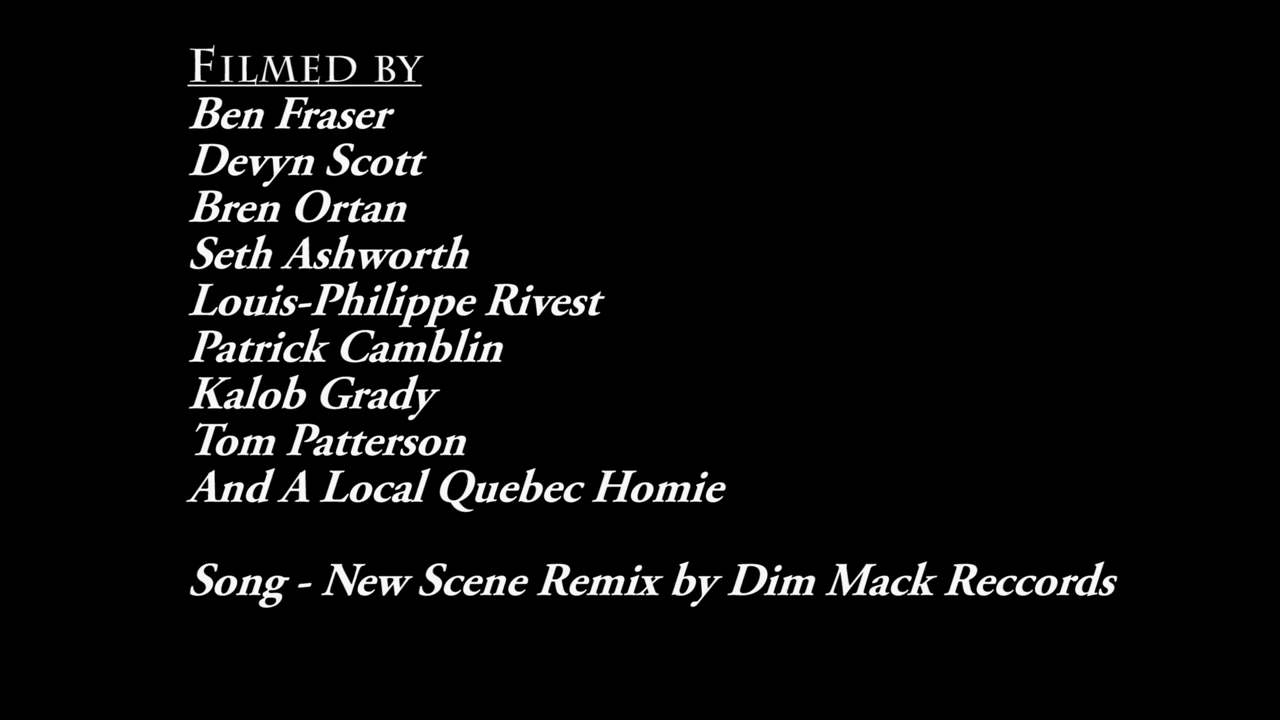 Filmed by
Ben Fraser
Devyn Scott
Bren Ortan
Seth Ashworth
Louis-Philippe Rivest
Patrick Camblin
Kalob Grady
Tom Patterson
And A Local Quebec Homie
Song - New Scene Remix by Dim Mack Reccords